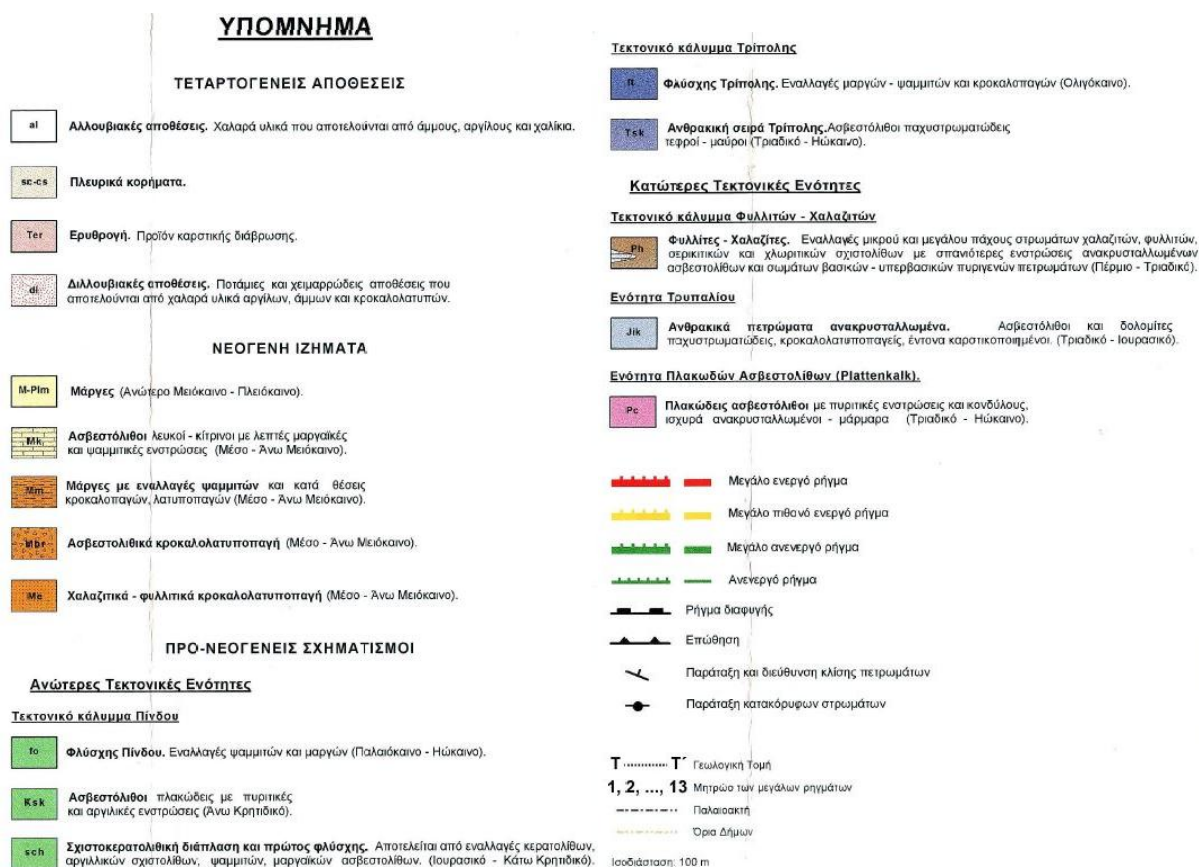 ΥΠΟΜΝΗΜΑ
ΤΕΤΑΡΤΟΓΕΝΕΙΣ ΑΠΟΘΕΣΕΙΣ
al
Αλλουβιακές αποθέσεις. Χαλαρά υλικά που αποτελούνται από άμμους, αργίλους και χαλίκια.
sc-cs
Πλευρικά κορήματα.
Ter
Ερυθρογή. Προϊόν καρστικής διάβρωσης.
di
Διλλουβιακές αποθέσεις. Ποτάμιες και χειμαρρώδεις αποθέσεις που
αποτελούνται από χαλαρά υλικά αργίλων, άμμων και κροκαλολατυπών.
ΝΕΟΓΕΝΗ ΙΖΗΜΑΤΑ
M-Plm
Μάργες (Ανώτερο Μειόκαινο - Πλειόκαινο).
Mk
Ασβεστόλιθοι λευκοί - κίτρινοι με λεπτές μαργαϊκές
και ψαμμιτικές ενστρώσεις (Μέσο - Άνω Μειόκαινο).
Mm
Μάργες με εναλλαγές ψαμμιτών και κατά θέσεις
κροκαλοπαγών, λατυποπαγών (Μέσο - Άνω Μειόκαινο).
Mbr
Ασβεστολιθικά κροκαλολατυποπαγή (Μέσο - Άνω Μειόκαινο).
Mc
Χαλαζιτικά - φυλλιτικά κροκαλολατυποπαγή (Μέσο - Άνω Μειόκαινο).
ΠΡΟ-ΝΕΟΓΕΝΕΙΣ ΣΧΗΜΑΤΙΣΜΟΙ
Ανώτερες Τεκτονικές Ενότητες
Τεκτονικό κάλυμμα Πίνδου
fo
Φλύσχης Πίνδου. Εναλλαγές ψαμμιτών και μαργών (Παλαιόκαινο - Ηώκαινο).
Ksk
Ασβεστόλιθοι πλακώδεις με πυριτικές
και αργιλικές ενστρώσεις (Άνω Κρητιδικό).
sch
Σχιστοκερατολιθική διάπλαση και πρώτος φλύσχης. Αποτελείται από εναλλαγές κερατολίθων,
αργιλλικών σχιστολίθων, ψαμμιτών, μαργαϊκών ασβεστολίθων. (Ιουρασικό - Κάτω Κρητιδικό).
Τεκτονικό κάλυμμα Τρίπολης
ft
Φλύσχης Τρίπολης. Εναλλαγές μαργών - ψαμμιτών και κροκαλοπαγών (Ολιγόκαινο).
Tsk
Ανθρακική σειρά Τρίπολης.Ασβεστόλιθοι παχυστρωματώδεις
τεφροί - μαύροι (Τριαδικό - Ηώκαινο).
Κατώτερες Τεκτονικές Ενότητες
Τεκτονικό κάλυμμα Φυλλιτών - Χαλαζιτών
Ph
Φυλλίτες - Χαλαζίτες. Εναλλαγές μικρού και μεγάλου πάχους στρωμάτων χαλαζιτών, φυλλιτών,
σερικιτικών και χλωριτικών σχιστολίθων με σπανιότερες ενστρώσεις ανακρυσταλλωμένων
ασβεστολίθων και σωμάτων βασικών - υπερβασικών πυριγενών πετρωμάτων (Πέρμιο - Τριαδικό).
Ενότητα Τρυπαλίου
Jik
Ανθρακικά πετρώματα ανακρυσταλλωμένα. Ασβεστόλιθοι και δολομίτες
παχυστρωματώδεις, κροκαλολατυποπαγείς, έντονα καρστικοποιημένοι. (Τριαδικό - Ιουρασικό).
Ενότητα Πλακωδών Ασβεστολίθων (Plattenkalk).
Pc
Πλακώδεις ασβεστόλιθοι με πυριτικές ενστρώσεις και κονδύλους,
ισχυρά ανακρυσταλλωμένοι - μάρμαρα (Τριαδικό - Ηώκαινο).
Μεγάλο ενεργό ρήγμα
Μεγάλο πιθανό ενεργό ρήγμα
Μεγάλο ανενεργό ρήγμα
Ανενεργό ρήγμα
Ρήγμα διαφυγής
Επώθηση
Παράταξη και διεύθυνση κλίσης πετρωμάτων
Παράταξη κατακόρυφων στρωμάτων
Τ ........... Τ΄ Γεωλογική Τομή
1, 2, ..., 13 Μητρώο των μεγάλων ρηγμάτων
Παλαιοακτή
Όρια Δήμων
Ισοδιάσταση: 100 m